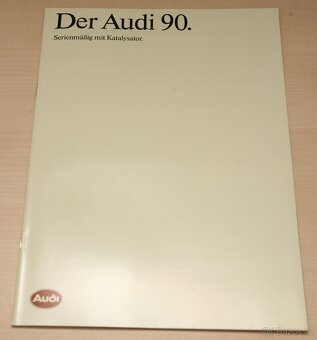 Der Audi 90.
Serienmäßig mit Katalysator.
Audi